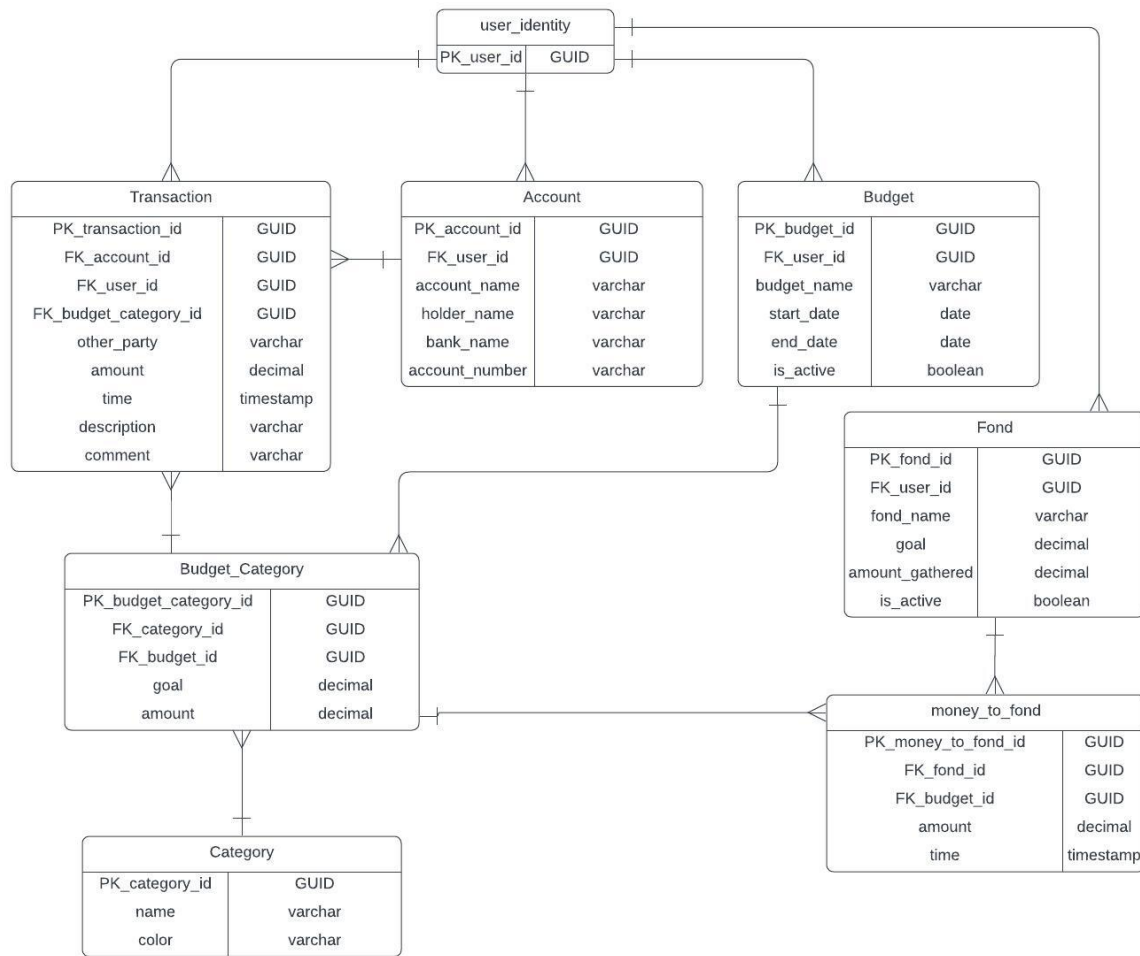 user_identity
PK_user_id GUID
Transaction
PK_transaction_id GUID
FK_account_id GUID
FK_user_id GUID
FK_budget_category_id GUID
other_party varchar
amount decimal
time timestamp
description varchar
comment varchar
Account
PK_account_id GUID
FK_user_id GUID
account_name varchar
holder_name varchar
bank_name varchar
account_number varchar
Budget
PK_budget_id GUID
FK_user_id GUID
budget_name varchar
start_date date
end_date date
is_active boolean
Fond
PK_fond_id GUID
FK_user_id GUID
fond_name varchar
goal decimal
amount_gathered decimal
is_active boolean
Budget_Category
PK_budget_category_id GUID
FK_category_id GUID
FK_budget_id GUID
goal decimal
amount decimal
money_to_fond
PK_money_to_fond_id GUID
FK_fond_id GUID
FK_budget_id GUID
amount decimal
time timestamp
Category
PK_category_id GUID
name varchar
color varchar